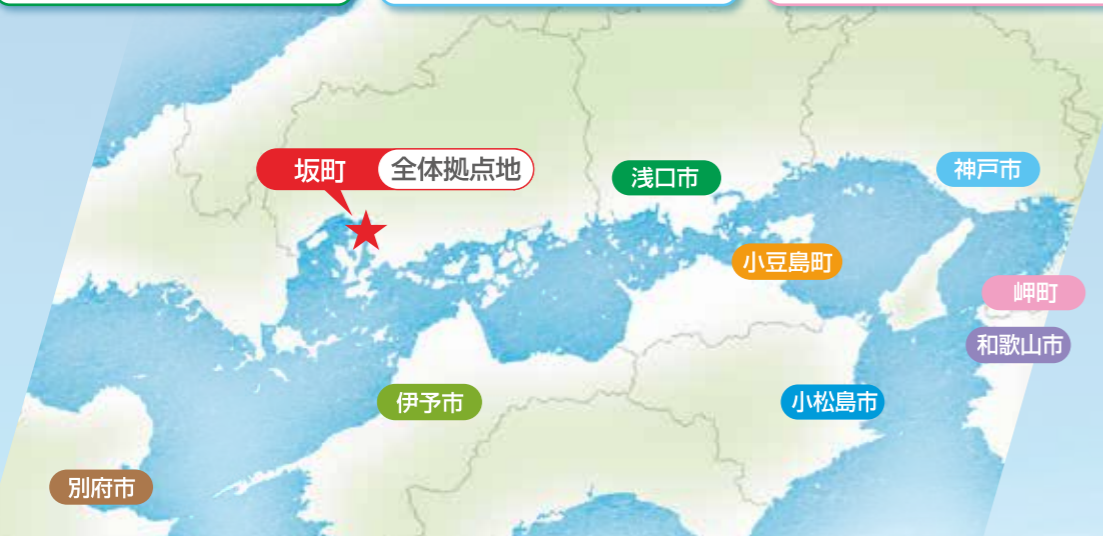 坂町 全体拠点地
浅口市
神戸市
小豆島町
岬町
和歌山市
伊予市
小松島市
別府市